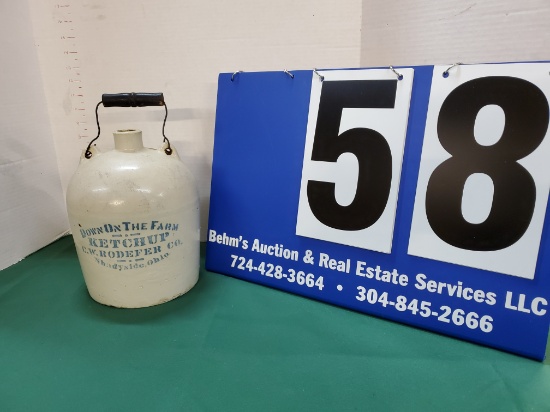 DOWN ON THE FARM
KETCHUP
C.W. RODEFER CO.
Shadyside, Ohio.
58
Behm's Auction & Real Estate Services LLC
724-428-3664 • 304-845-2666